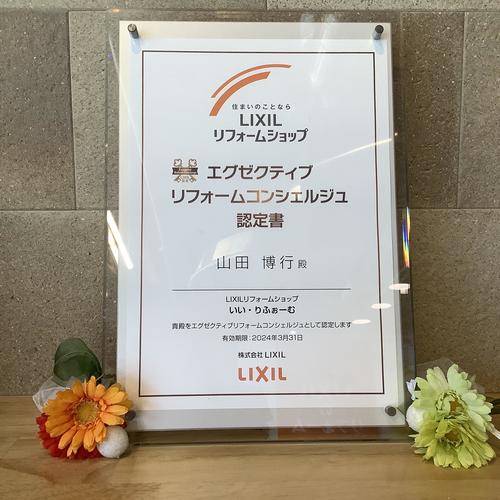 住まいのことなら
LIXIL
リフォームショップ
エグゼクティブ
リフォームコンシェルジュ
認定書
山田 博行殿
LIXILリフォームショップ
いい・りふぉーむ
貴殿をエグゼクティブリフォームコンシェルジュとして認定します
有効期限:2024年3月31日
株式会社 LIXIL
LIXIL